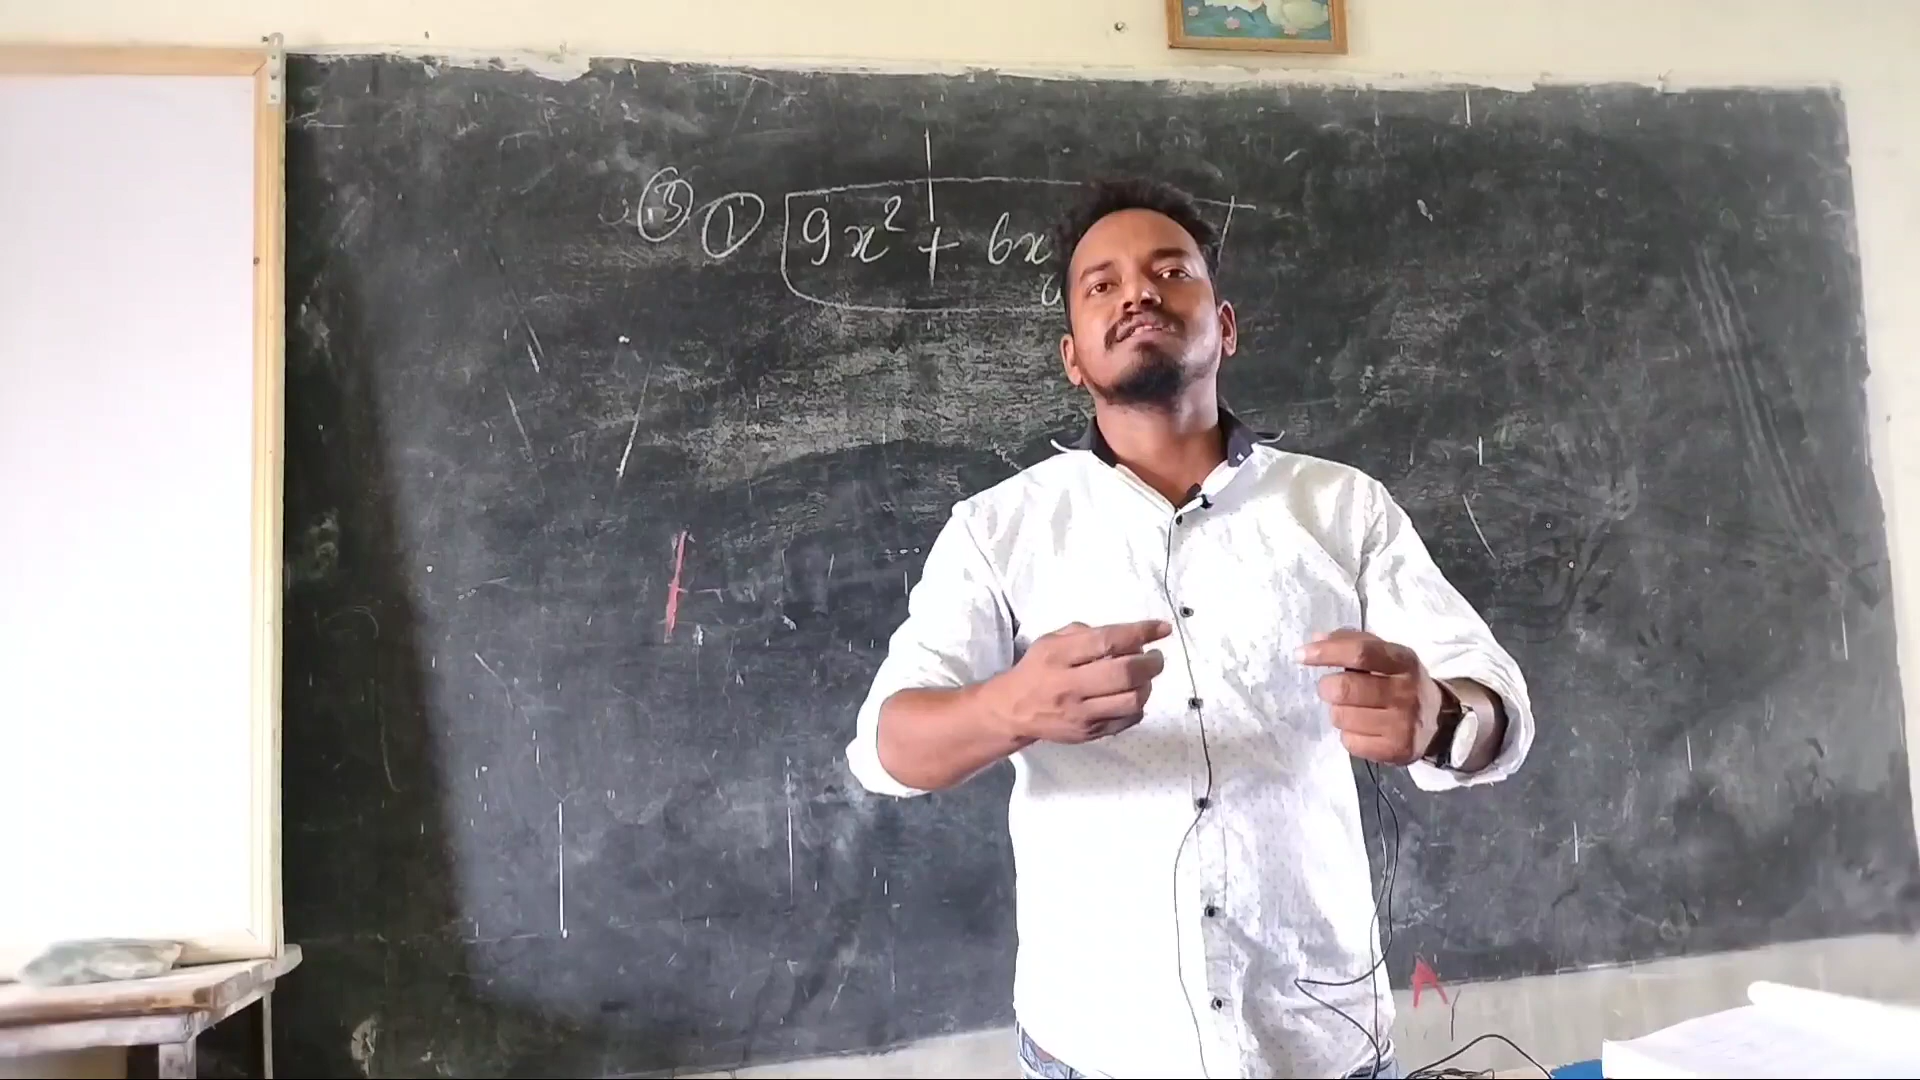 ③ ① 9x² + 6x
A